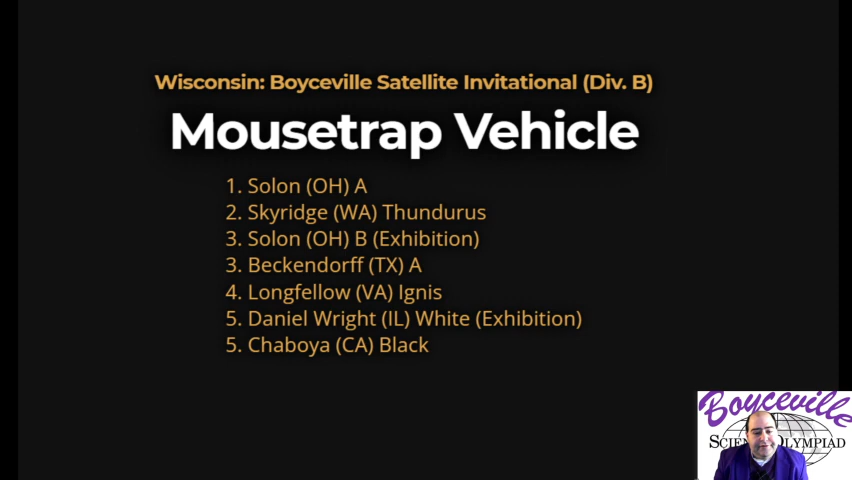 Wisconsin: Boyceville Satellite Invitational (Div. B)
Mousetrap Vehicle
1. Solon (OH) A
2. Skyridge (WA) Thundurus
3. Solon (OH) B (Exhibition)
3. Beckendorff (TX) A
4. Longfellow (VA) Ignis
5. Daniel Wright (IL) White (Exhibition)
5. Chaboya (CA) Black
Boyceville